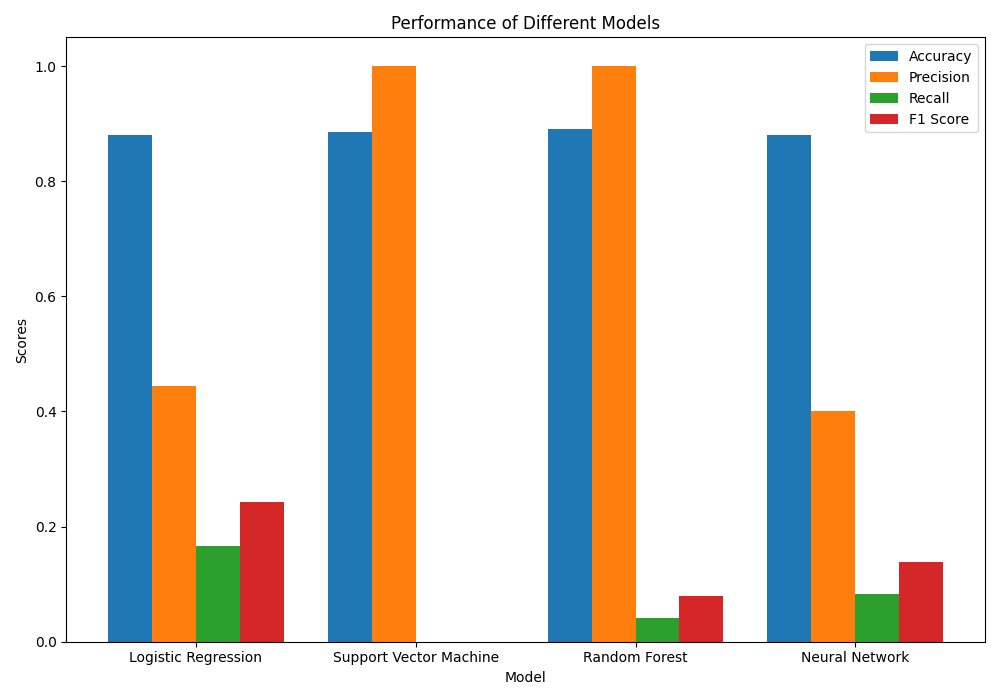 Performance of Different Models
Accuracy
Precision
Recall
F1 Score
Scores
1.0
0.8
0.6
0.4
0.2
0.0
Logistic Regression
Support Vector Machine
Random Forest
Neural Network
Model